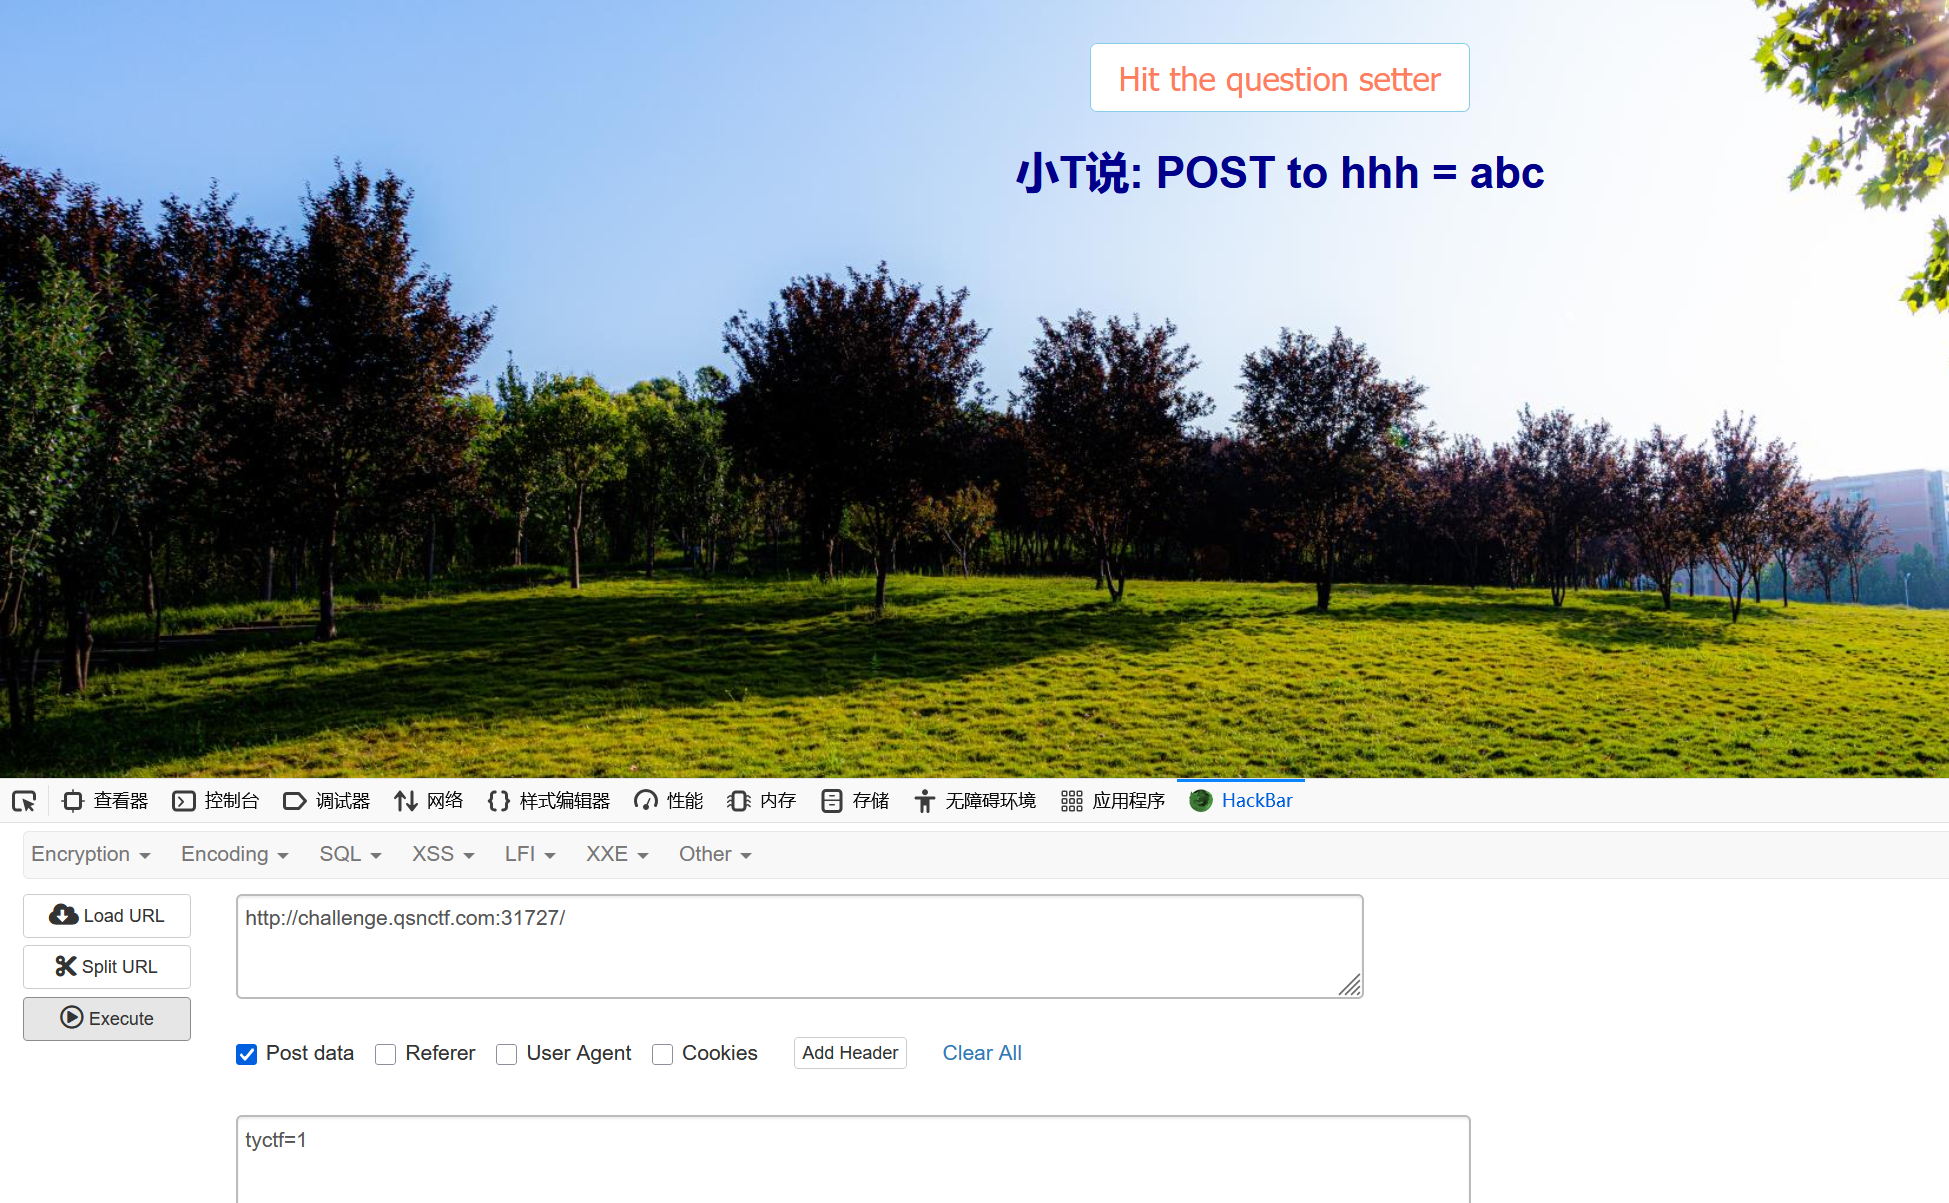 Hit the question setter
小T说: POST to hhh = abc
查看器 控制台 调试器 网络 样式编辑器 性能 内存 存储 无障碍环境 应用程序 HackBar
Encryption Encoding SQL XSS LFI XXE Other
Load URL
http://challenge.qsnctf.com:31727/
Split URL
Execute
Post data Referer User Agent Cookies Add Header Clear All
tyctf=1